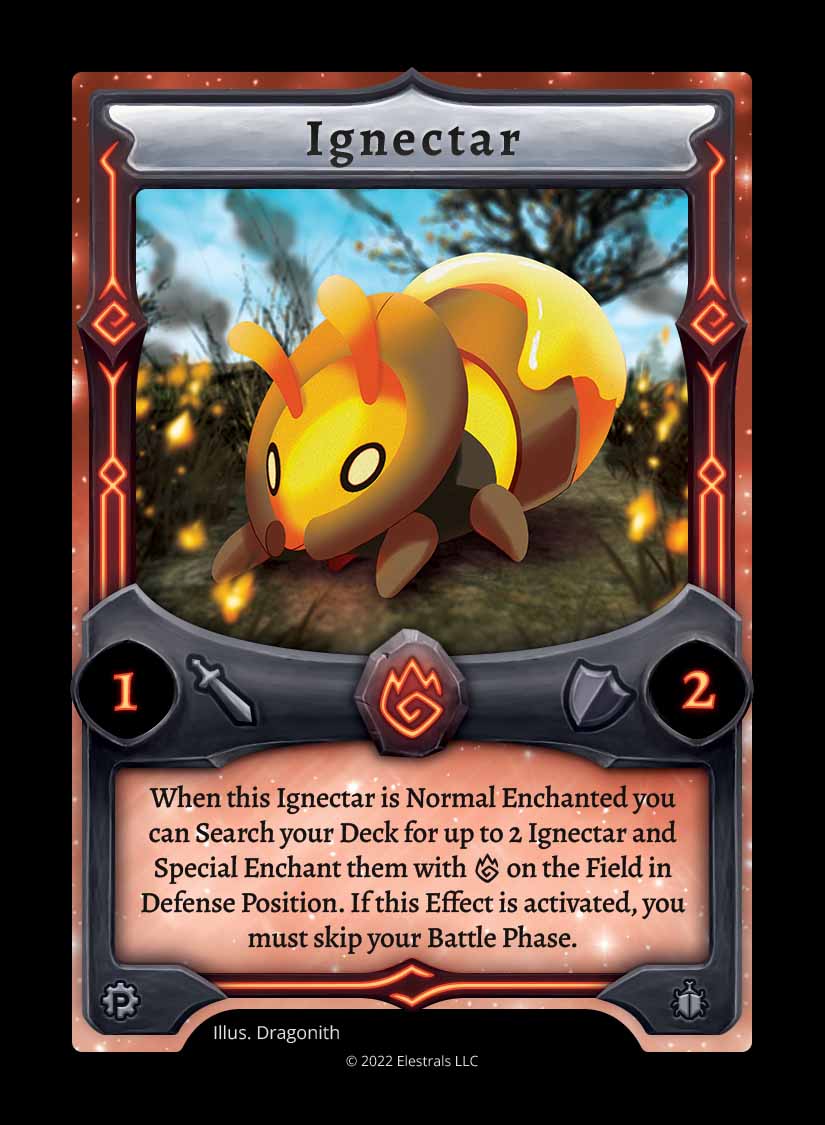 Ignectar
1
2
When this Ignectar is Normal Enchanted you
can Search your Deck for up to 2 Ignectar and
Special Enchant them with on the Field in
Defense Position. If this Effect is activated, you
must skip your Battle Phase.
P
Illus. Dragonith
© 2022 Elestrals LLC